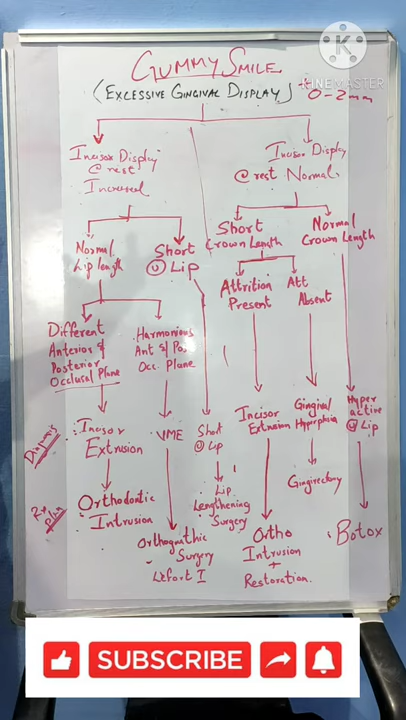 GUMMY SMILE
(EXCESSIVE GINGIVAL DISPLAY) * 0-2mm
K
KINEMASTER
Incisor Display
@ rest
Increased
Incisor Display
@ rest Normal.
Normal
Lip length
Short
Ⓤ Lip
Short
Crown Length
Normal
Crown Length
Attrition
Present
Att
Absent
Different
Anterior &
Posterior
Occlusal Plane
Harmonious
Ant &
Occ. Plane
Diagnosis
Incisor
Extrusion
VME
Short
Ⓤ Lip
Incisor
Extrusion
Gingival
Hyper
active
Ⓤ Lip
Rx
Plan
Orthodontic
Intrusion
Orthognathic Surgery
Lefort I
Lip
Lengthening
Surgery
Ortho
Intrusion
+
Restoration.
Gingivectomy
Botox
SUBSCRIBE